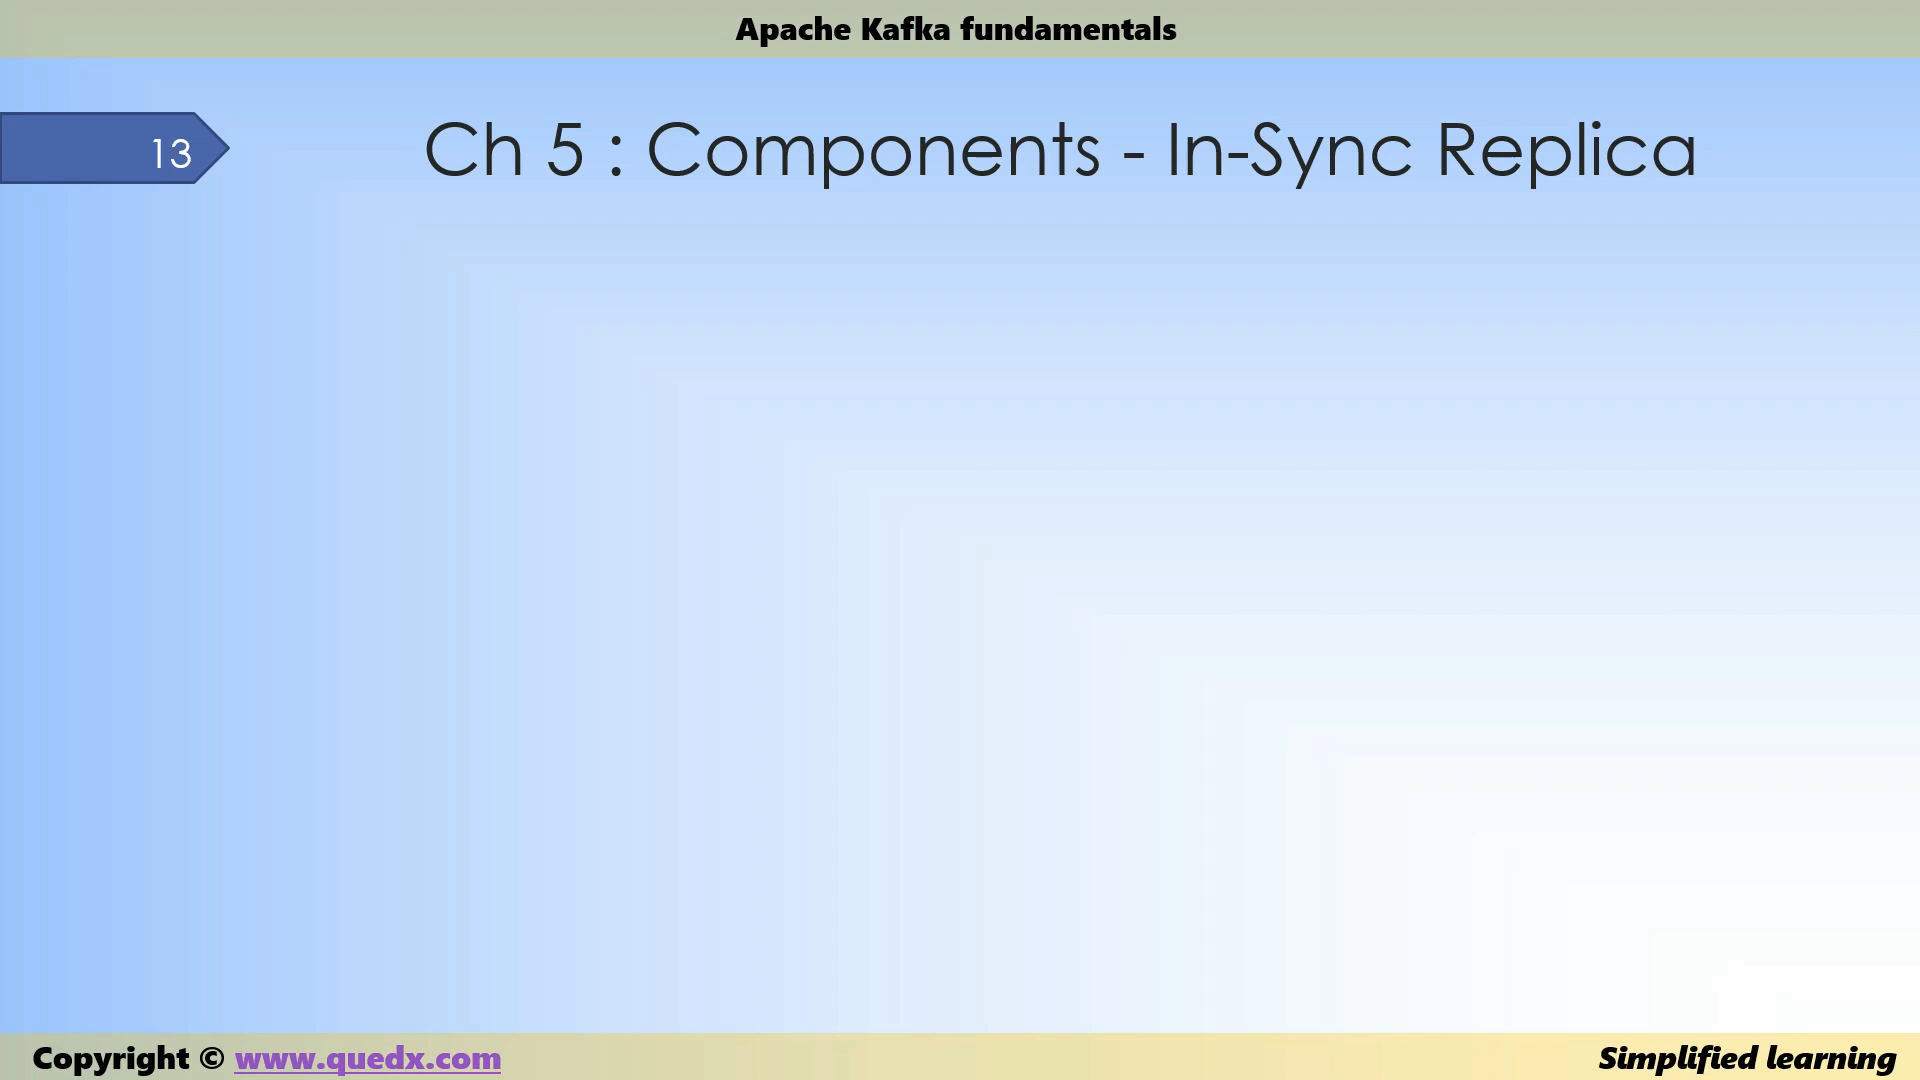 Apache Kafka fundamentals
13
Ch 5 : Components - In-Sync Replica
Copyright © www.quedx.com
Simplified learning